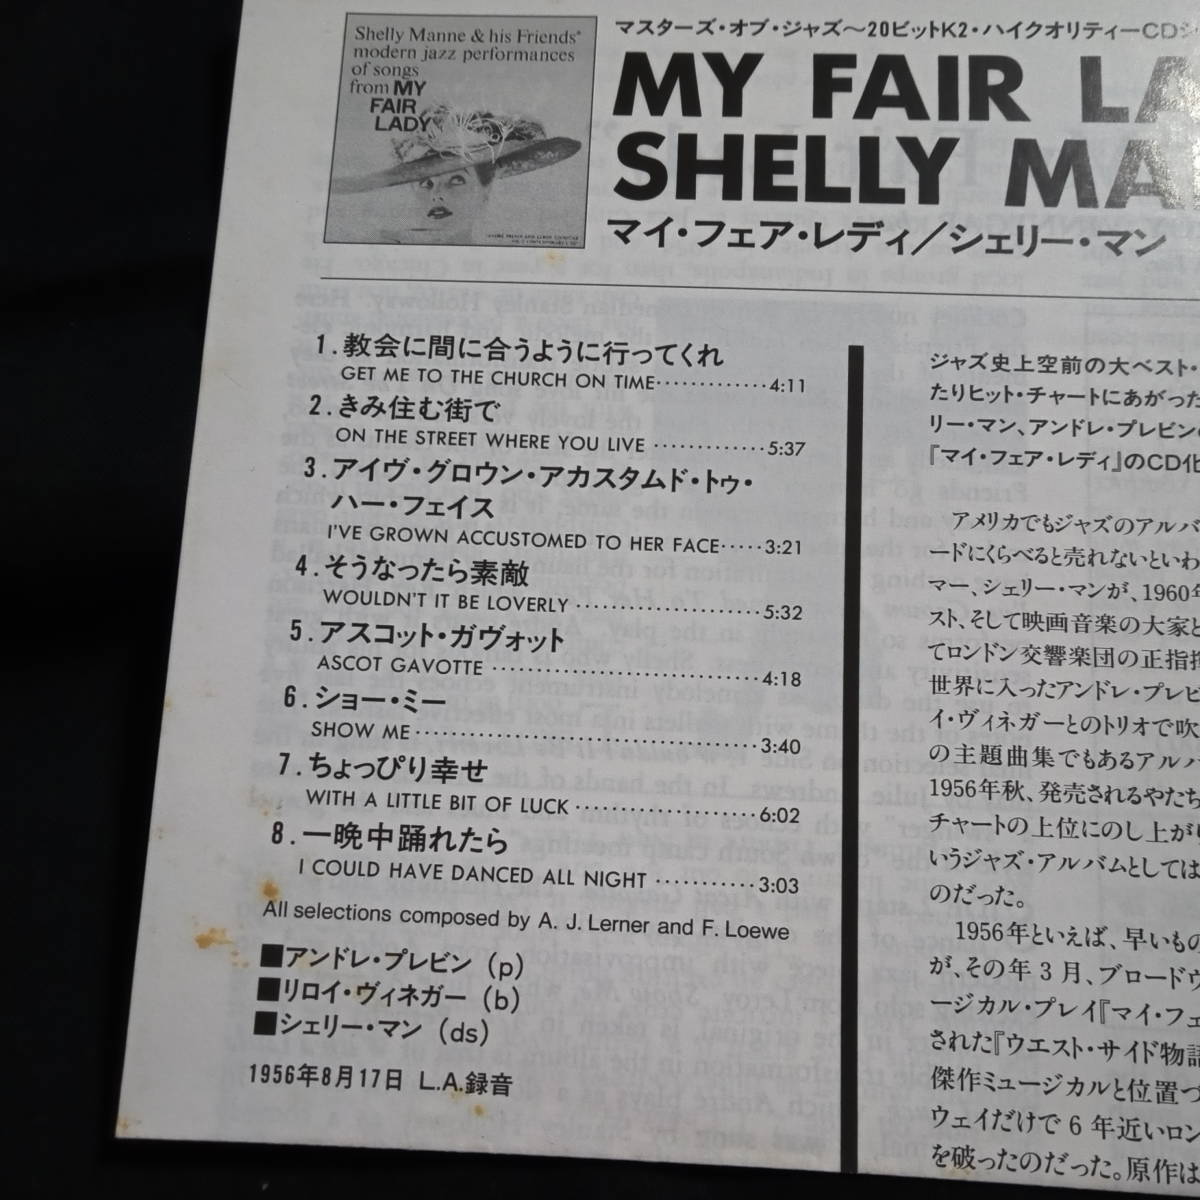 Shelly Manne & his Friends*
modern jazz performances
of songs
from MY
FAIR
LADY
マスターズ・オブ・ジャズ〜20ビットK2・ハイクオリティーCDシ
MY FAIR LA
SHELLY MA
マイ・フェア・レディ/シェリー・マン
1.教会に間に合うように行ってくれ
GET ME TO THE CHURCH ON TIME·············4:11
2.きみ住む街で
ON THE STREET WHERE YOU LIVE ·············5:37
3.アイヴ・グロウン・アカスタムド・トゥ・
ハー・フェイス
I'VE GROWN ACCUSTOMED TO HER FACE·····3:21
4.そうなったら素敵
WOULDN'T IT BE LOVERLY ·····················5:32
5.アスコット・ガヴォット
ASCOT GAVOTTE ······························4:18
6.ショー・ミー
SHOW ME·····································3:40
7.ちょっぴり幸せ
WITH A LITTLE BIT OF LUCK ····················6:02
8.一晩中踊れたら
I COULD HAVE DANCED ALL NIGHT ···········3:03
All selections composed by A. J. Lerner and F. Loewe
■アンドレ・プレビン (p)
■リロイ・ヴィネガー (b)
■シェリー・マン (ds)
1956年8月17日 L.A.録音
ジャズ史上空前の大ベスト・
たりヒット・チャートにあがった
リー・マン、アンドレ・プレビンの
『マイ・フェア・レディ』のCD化
アメリカでもジャズのアルバ
ードにくらべると売れないといわ
マー、シェリー・マンが、1960年
スト、そして映画音楽の大家と
てロンドン交響楽団の正指揮
世界に入ったアンドレ・プレビ
イ・ヴィネガーとのトリオで吹
の主題曲集でもあるアルバ
1956年秋、発売されるやたち
チャートの上位にのし上がり
いうジャズ・アルバムとしては
のだった。
1956年といえば、早いもの
が、その年3月、ブロードウ
ージカル・プレイ『マイ・フェ
された『ウエスト・サイド物語
傑作ミュージカルと位置づ
ウェイだけで6年近いロン
を破ったのだった。原作は